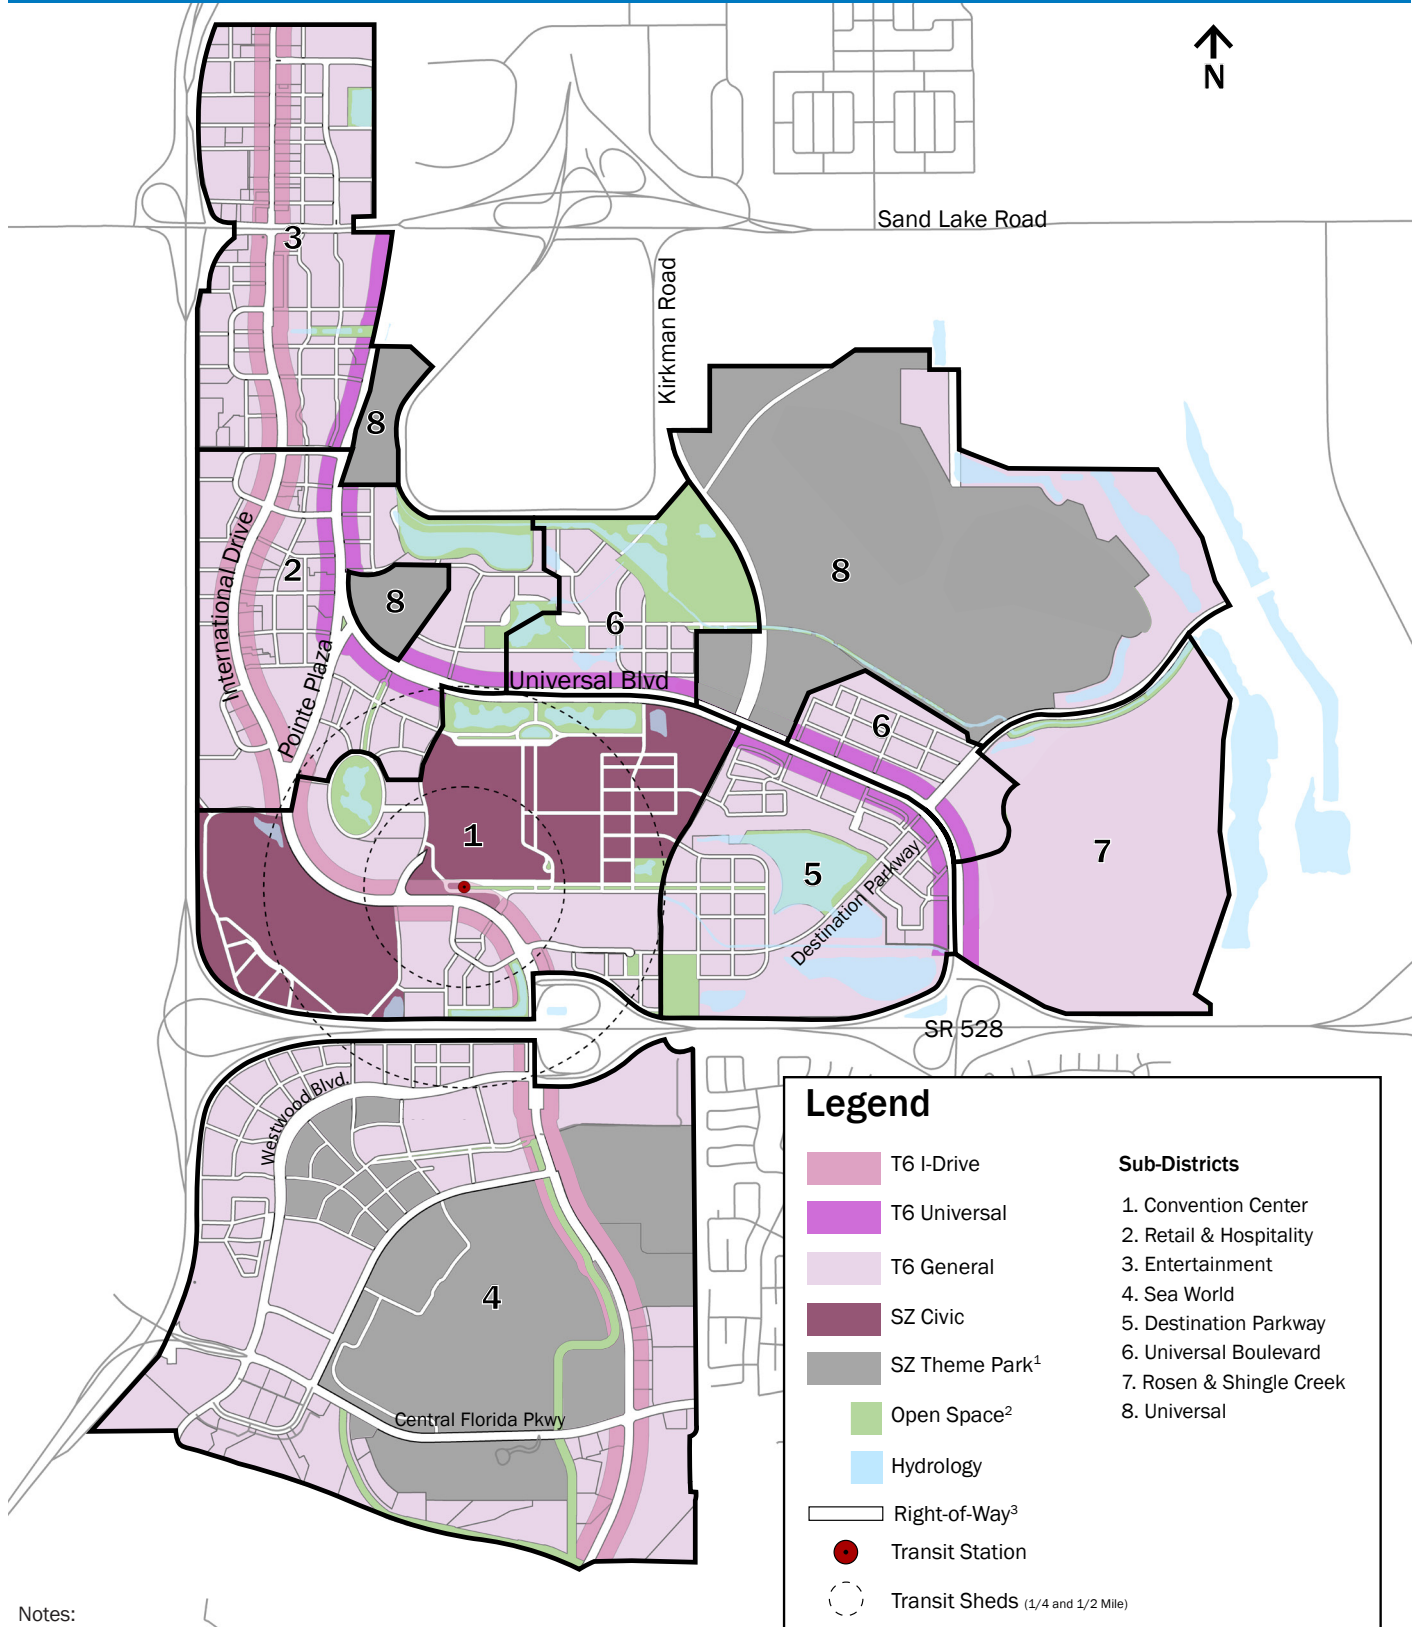 N
Sand Lake Road
3
Kirkman Road
8
International Drive
2
8
8
6
Pointe Plaza
Universal Blvd
6
1
5
7
Destination Parkway
SR 528
Westwood Blvd.
4
Central Florida Pkwy
Legend
T6 I-Drive
T6 Universal
T6 General
SZ Civic
SZ Theme Park¹
Open Space²
Hydrology
Right-of-Way³
Transit Station
Transit Sheds (1/4 and 1/2 Mile)
Sub-Districts
1. Convention Center
2. Retail & Hospitality
3. Entertainment
4. Sea World
5. Destination Parkway
6. Universal Boulevard
7. Rosen & Shingle Creek
8. Universal
Notes: